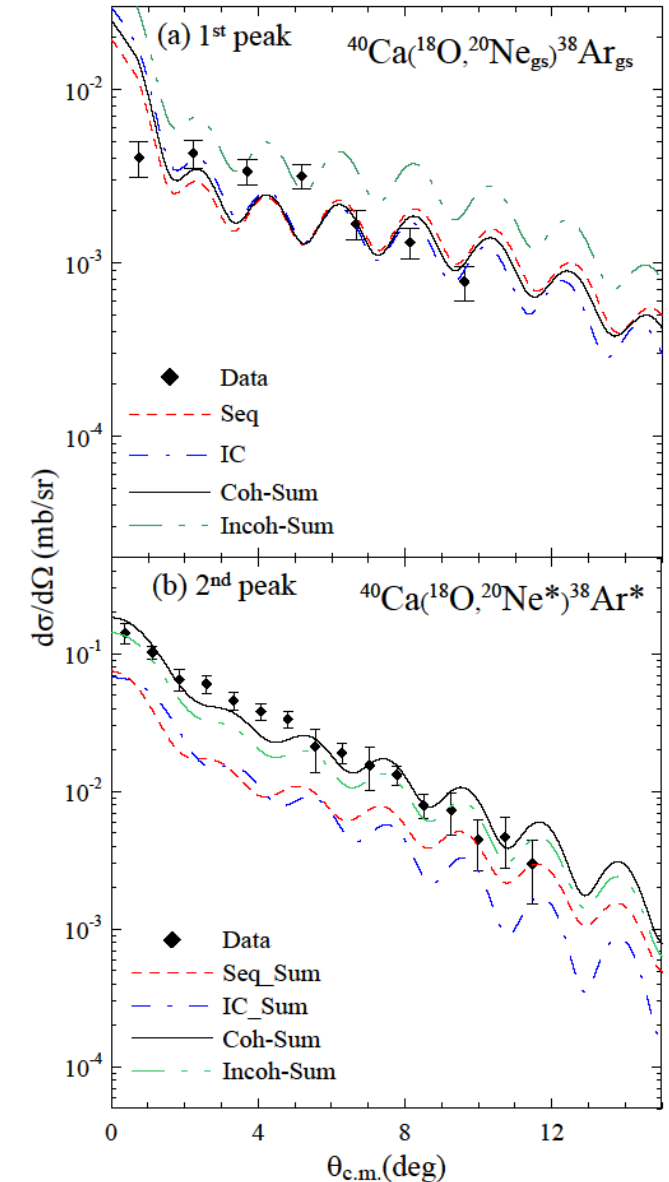 (a) 1st peak
40Ca(18O,20Negs)38Args
10-2
10-3
10-4
Data
Seq
IC
Coh-Sum
Incoh-Sum
dσ/dΩ (mb/sr)
(b) 2nd peak
40Ca(18O,20Ne*)38Ar*
10-1
10-2
10-3
10-4
Data
Seq_Sum
IC_Sum
Coh-Sum
Incoh-Sum
0 4 8 12
θc.m.(deg)